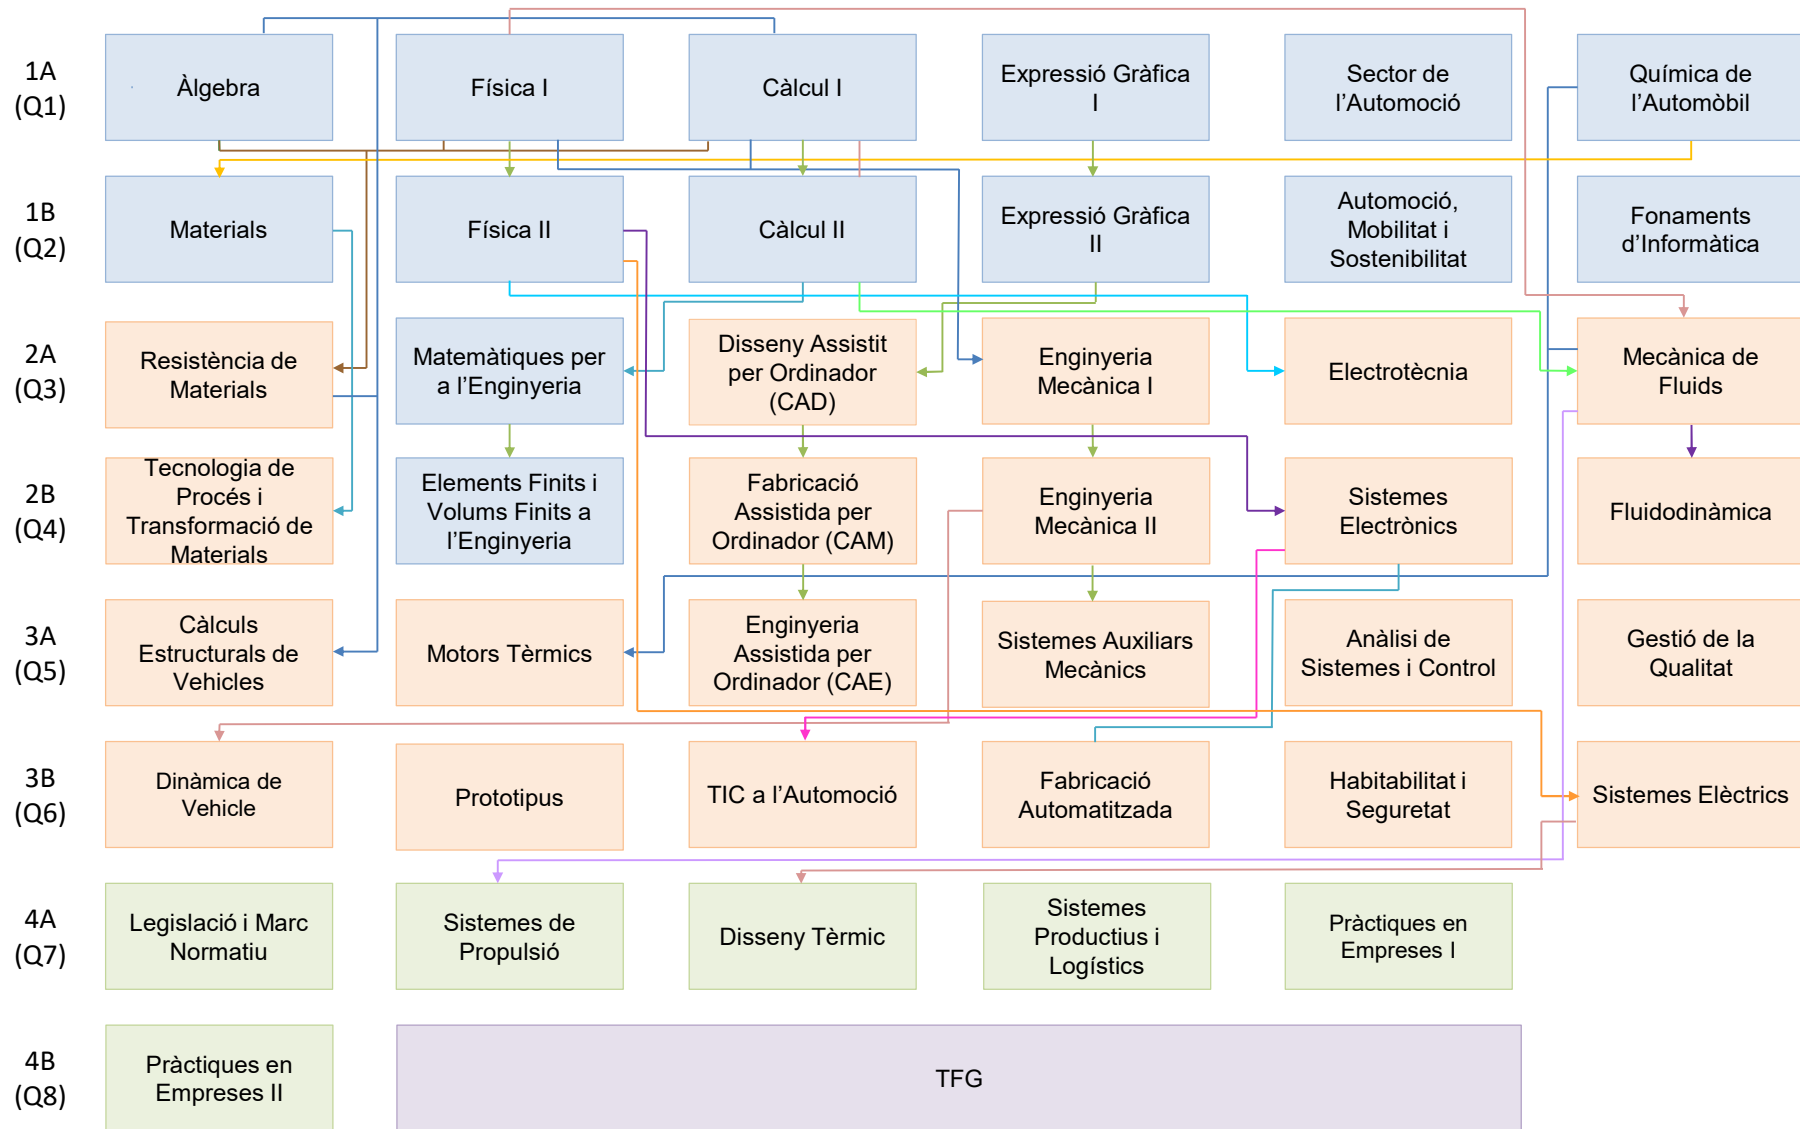 1A
(Q1)
Àlgebra
Física I
Càlcul I
Expressió Gràfica
I
Sector de
l’Automoció
Química de
l’Automòbil
1B
(Q2)
Materials
Física II
Càlcul II
Expressió Gràfica
II
Automoció,
Mobilitat i
Sostenibilitat
Fonaments
d’Informàtica
2A
(Q3)
Resistència de
Materials
Matemàtiques per
a l’Enginyeria
Disseny Assistit
per Ordinador
(CAD)
Enginyeria
Mecànica I
Electrotècnia
Mecànica de
Fluids
2B
(Q4)
Tecnologia de
Procés i
Transformació de
Materials
Elements Finits i
Volums Finits a
l’Enginyeria
Fabricació
Assistida per
Ordinador (CAM)
Enginyeria
Mecànica II
Sistemes
Electrònics
Fluidodinàmica
3A
(Q5)
Càlculs
Estructurals de
Vehicles
Motors Tèrmics
Enginyeria
Assistida per
Ordinador (CAE)
Sistemes Auxiliars
Mecànics
Anàlisi de
Sistemes i Control
Gestió de la
Qualitat
3B
(Q6)
Dinàmica de
Vehicle
Prototipus
TIC a l’Automoció
Fabricació
Automatitzada
Habitabilitat i
Seguretat
Sistemes Elèctrics
4A
(Q7)
Legislació i Marc
Normatiu
Sistemes de
Propulsió
Disseny Tèrmic
Sistemes
Productius i
Logístics
Pràctiques en
Empreses I
4B
(Q8)
Pràctiques en
Empreses II
TFG